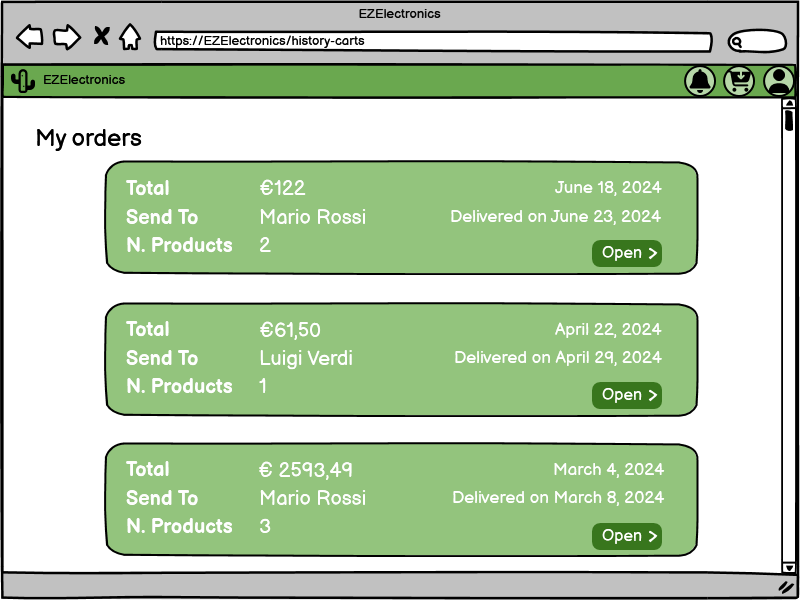 EZElectronics
https://EZElectronics/history-carts
EZElectronics
My orders
Total €122 June 18, 2024
Send To Mario Rossi Delivered on June 23, 2024
N. Products 2
Open >
Total €61,50 April 22, 2024
Send To Luigi Verdi Delivered on April 29, 2024
N. Products 1
Open >
Total € 2593,49 March 4, 2024
Send To Mario Rossi Delivered on March 8, 2024
N. Products 3
Open >